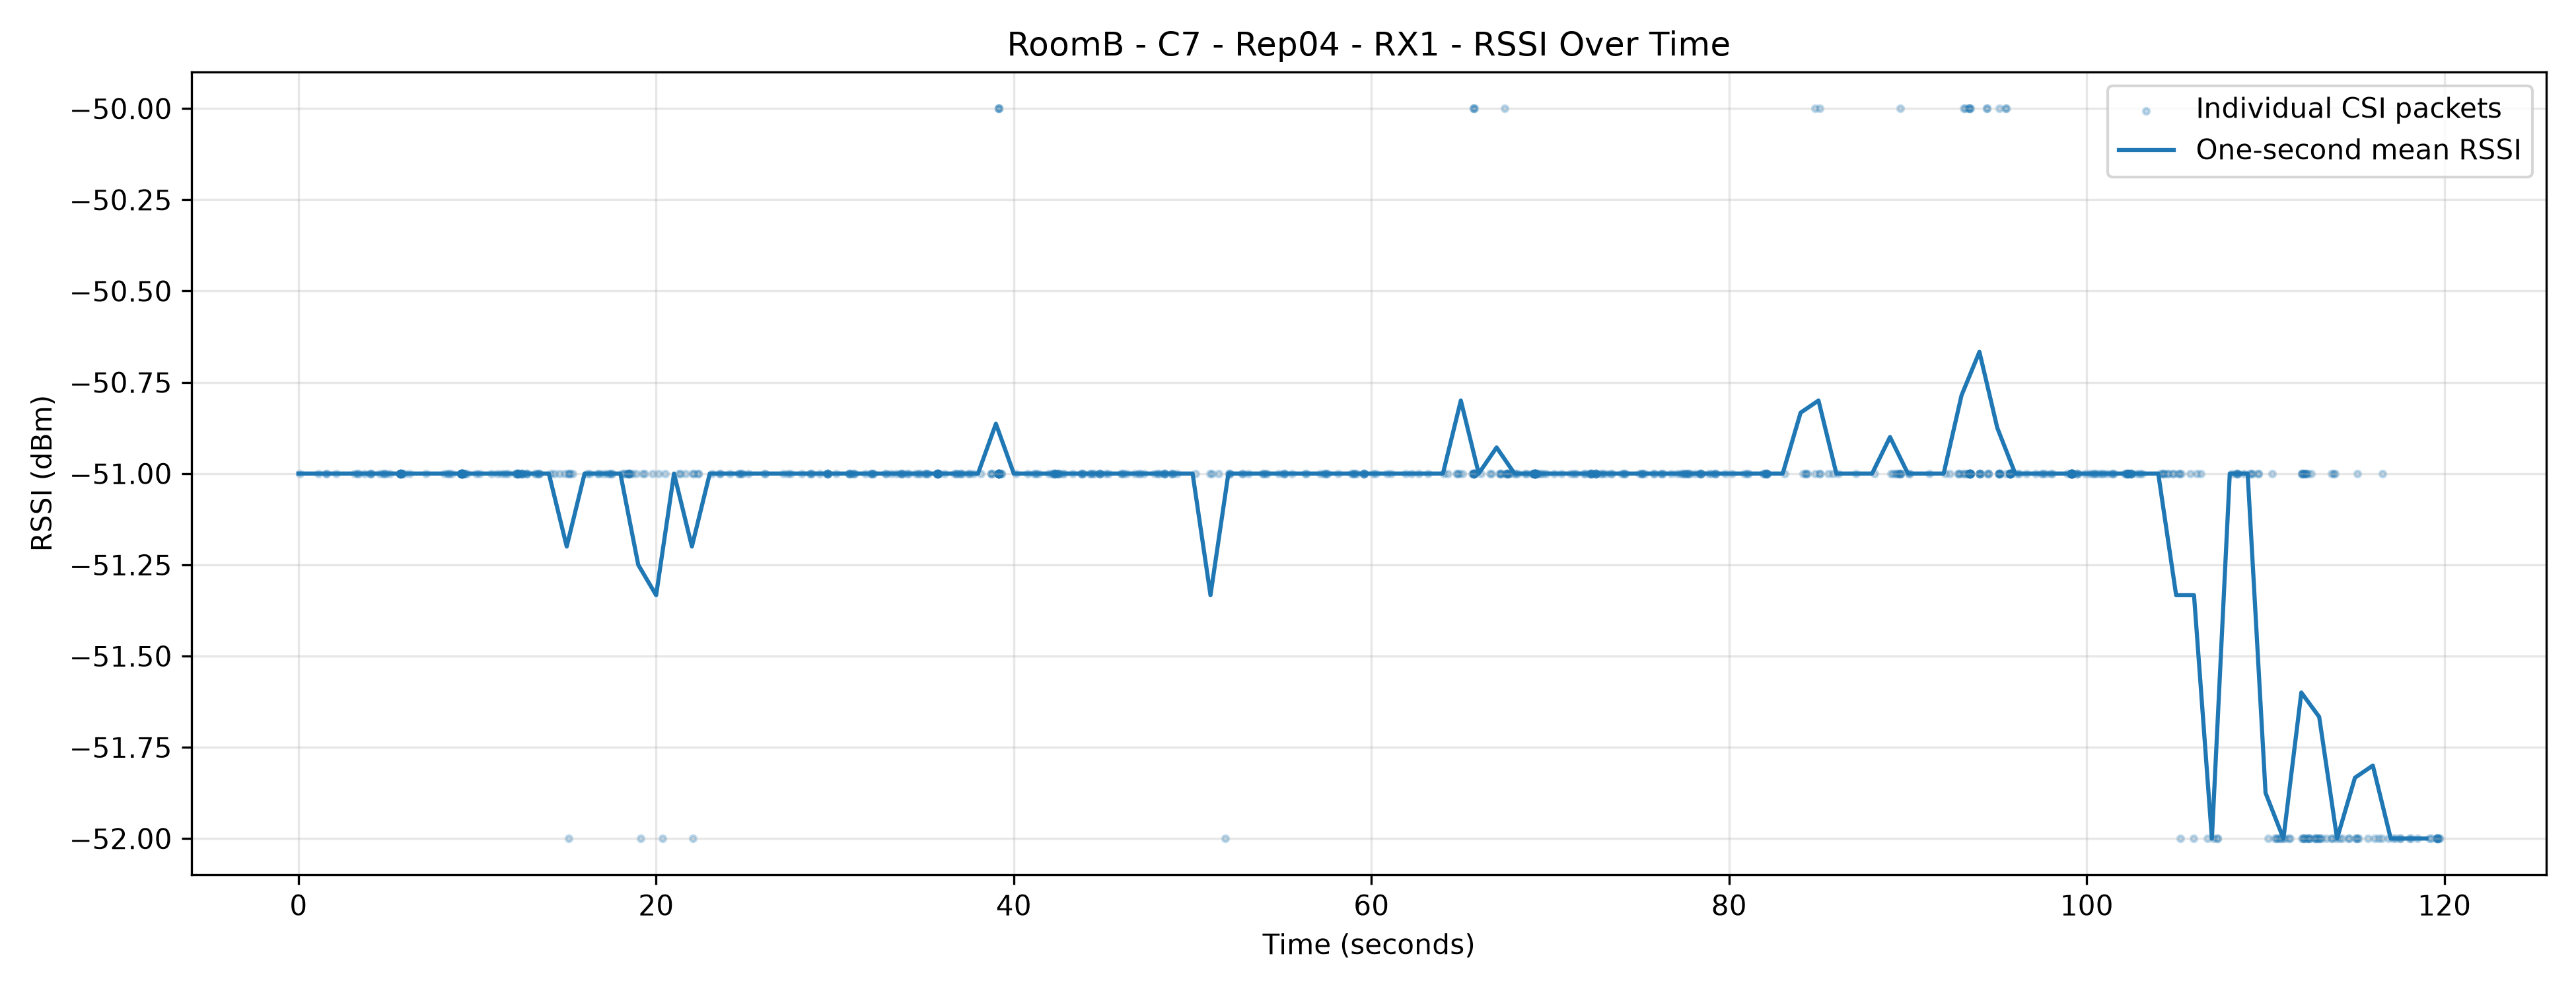 RoomB - C7 - Rep04 - RX1 - RSSI Over Time
Individual CSI packets
One-second mean RSSI
RSSI (dBm)
−50.00
−50.25
−50.50
−50.75
−51.00
−51.25
−51.50
−51.75
−52.00
0 20 40 60 80 100 120
Time (seconds)